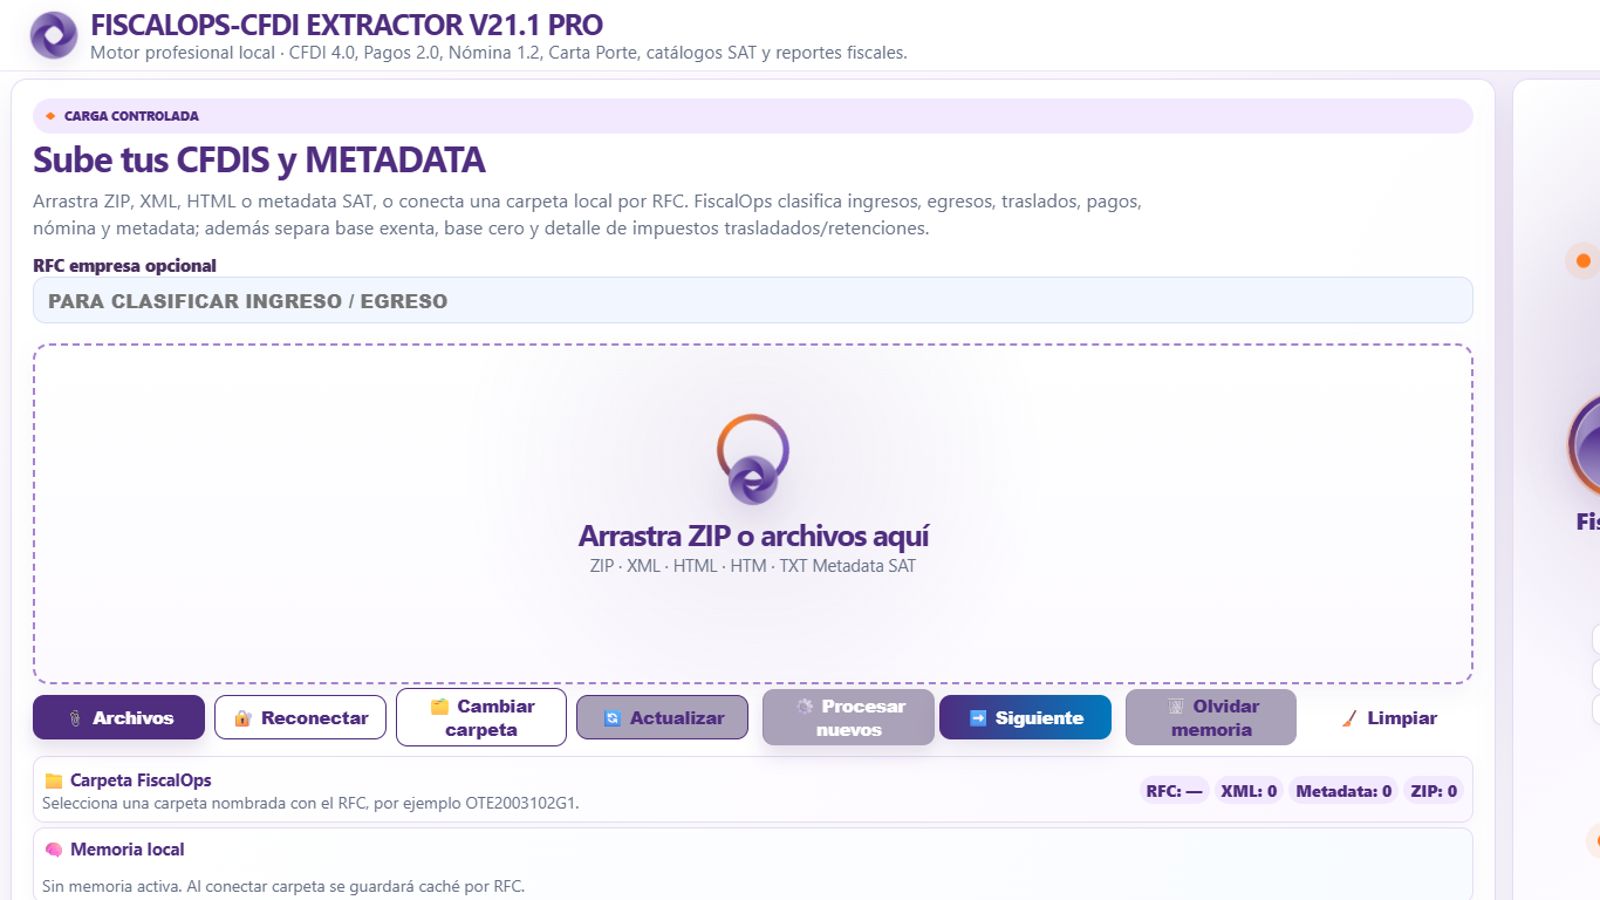 FISCALOPS-CFDI EXTRACTOR V21.1 PRO
Motor profesional local · CFDI 4.0, Pagos 2.0, Nómina 1.2, Carta Porte, catálogos SAT y reportes fiscales.
CARGA CONTROLADA
Sube tus CFDIS y METADATA
Arrastra ZIP, XML, HTML o metadata SAT, o conecta una carpeta local por RFC. FiscalOps clasifica ingresos, egresos, traslados, pagos,
nómina y metadata; además separa base exenta, base cero y detalle de impuestos trasladados/retenciones.
RFC empresa opcional
PARA CLASIFICAR INGRESO / EGRESO
Arrastra ZIP o archivos aquí
ZIP · XML · HTML · HTM · TXT Metadata SAT
Archivos
Reconectar
Cambiar
carpeta
Actualizar
Procesar
nuevos
Siguiente
Olvidar
memoria
Limpiar
Carpeta FiscalOps
Selecciona una carpeta nombrada con el RFC, por ejemplo OTE2003102G1.
RFC: — XML: 0 Metadata: 0 ZIP: 0
Memoria local
Sin memoria activa. Al conectar carpeta se guardará caché por RFC.